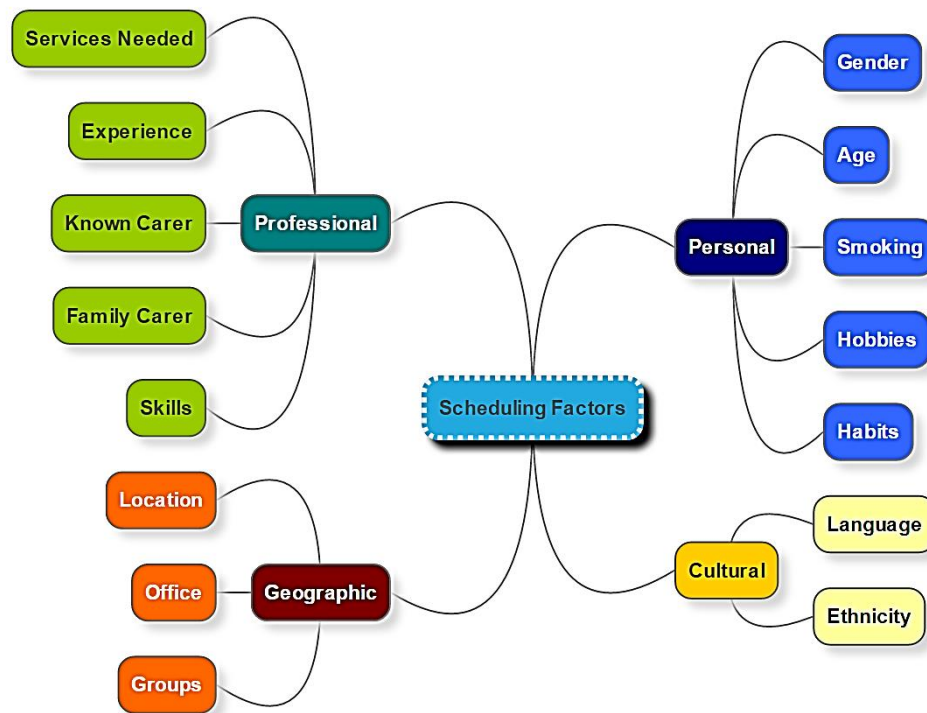 Services Needed
Experience
Known Carer
Family Carer
Skills
Professional
Location
Office
Groups
Geographic
Scheduling Factors
Personal
Gender
Age
Smoking
Hobbies
Habits
Cultural
Language
Ethnicity